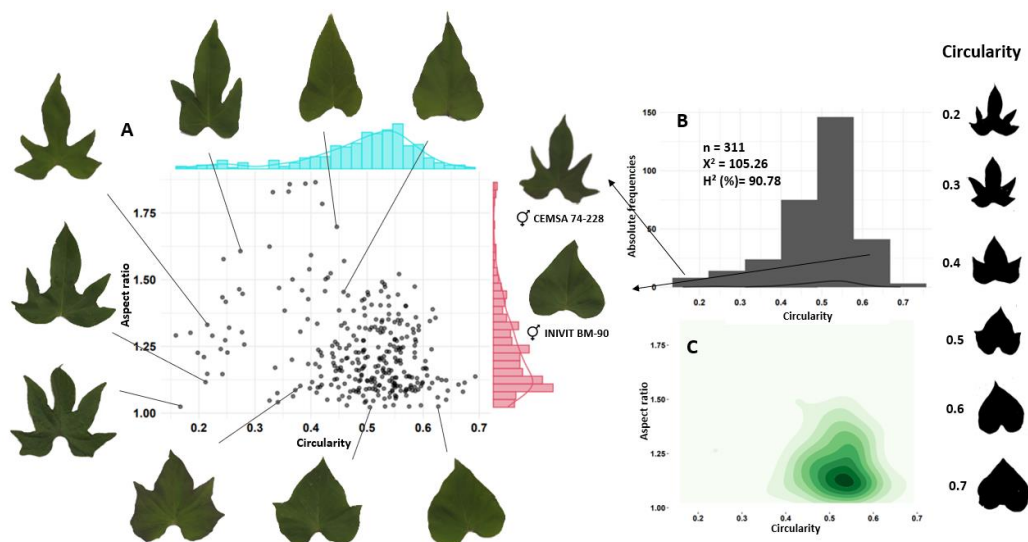 A
Aspect ratio
1.75
1.50
1.25
1.00
0.2
0.3
0.4
0.5
0.6
0.7
Circularity
⚥ CEMSA 74-228
⚥ INIVIT BM-90
B
n = 311
X² = 105.26
H² (%)= 90.78
Absolute frequencies
150
100
50
0
0.2
0.3
0.4
0.5
0.6
0.7
Circularity
C
Aspect ratio
1.75
1.50
1.25
1.00
0.2
0.3
0.4
0.5
0.6
0.7
Circularity
Circularity
0.2
0.3
0.4
0.5
0.6
0.7